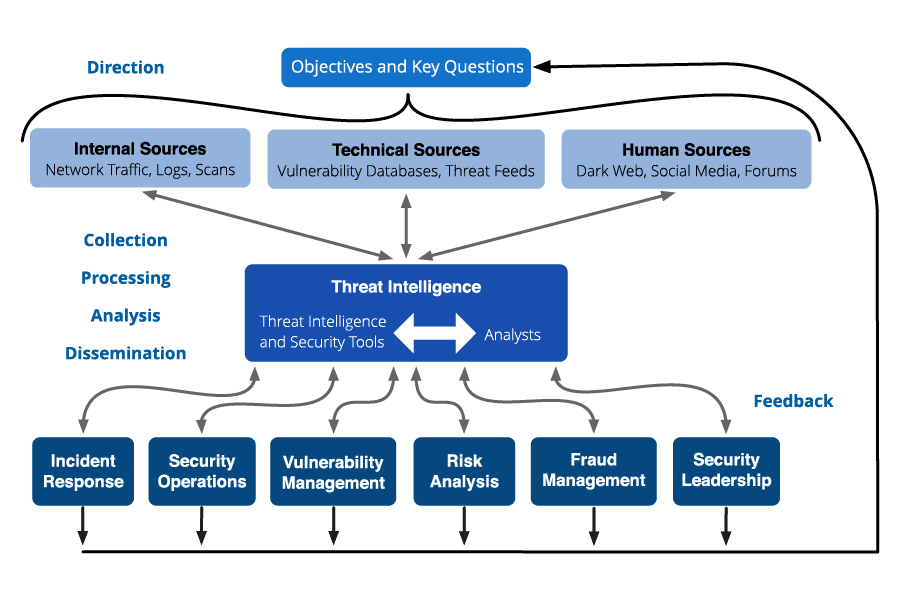 Objectives and Key Questions
Direction
Internal Sources
Network Traffic, Logs, Scans
Technical Sources
Vulnerability Databases, Threat Feeds
Human Sources
Dark Web, Social Media, Forums
Collection
Processing
Analysis
Dissemination
Threat Intelligence
Threat Intelligence
and Security Tools
Analysts
Feedback
Incident
Response
Security
Operations
Vulnerability
Management
Risk
Analysis
Fraud
Management
Security
Leadership